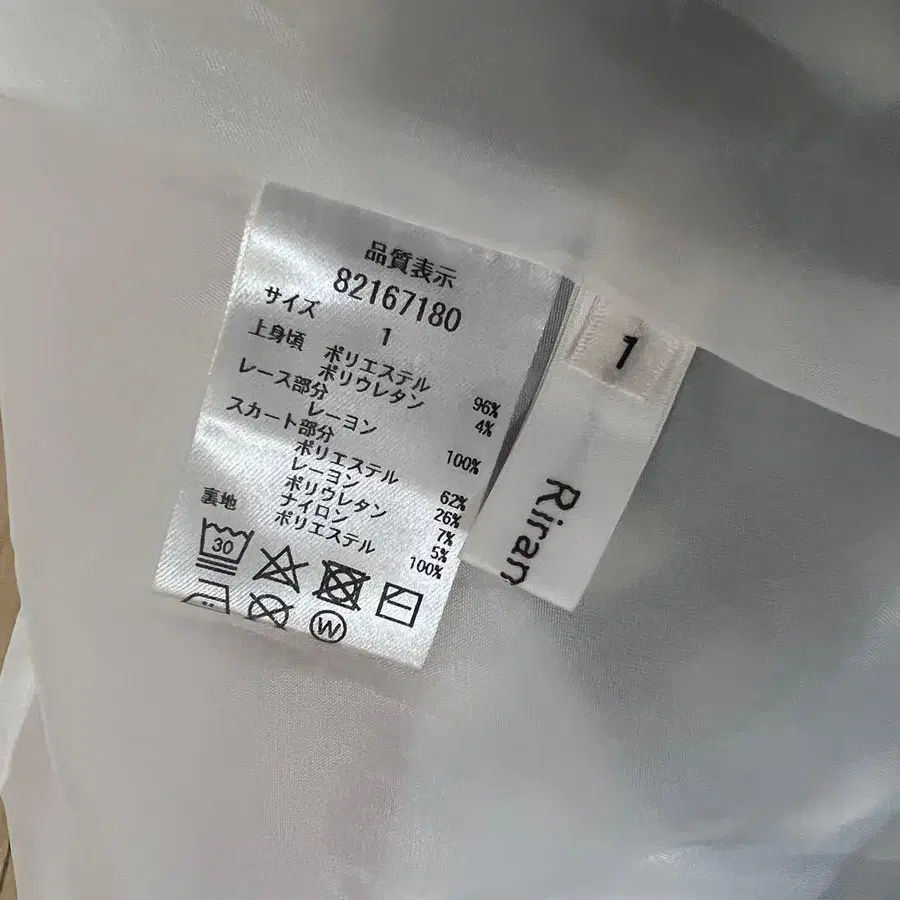 品質表示
82167180
サイズ 1
上身頃 ポリエステル 96%
ポリウレタン 4%
レース部分
レーヨン 100%
スカート部分
ポリエステル 62%
レーヨン 26%
ポリウレタン 7%
ナイロン 5%
裏地 ポリエステル 100%
30
W
1
Riran